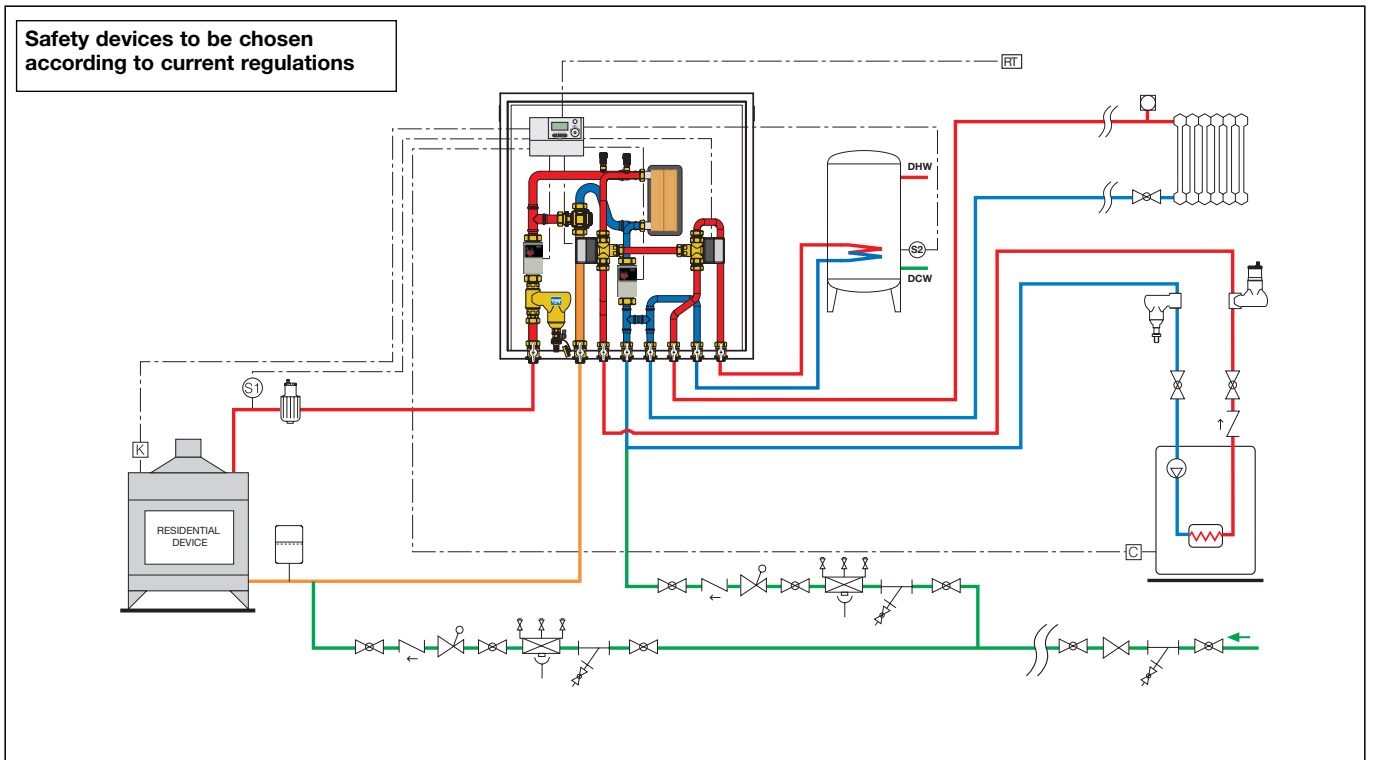 Safety devices to be chosen
according to current regulations
RT
DHW
S2
DCW
S1
K
RESIDENTIAL
DEVICE
C